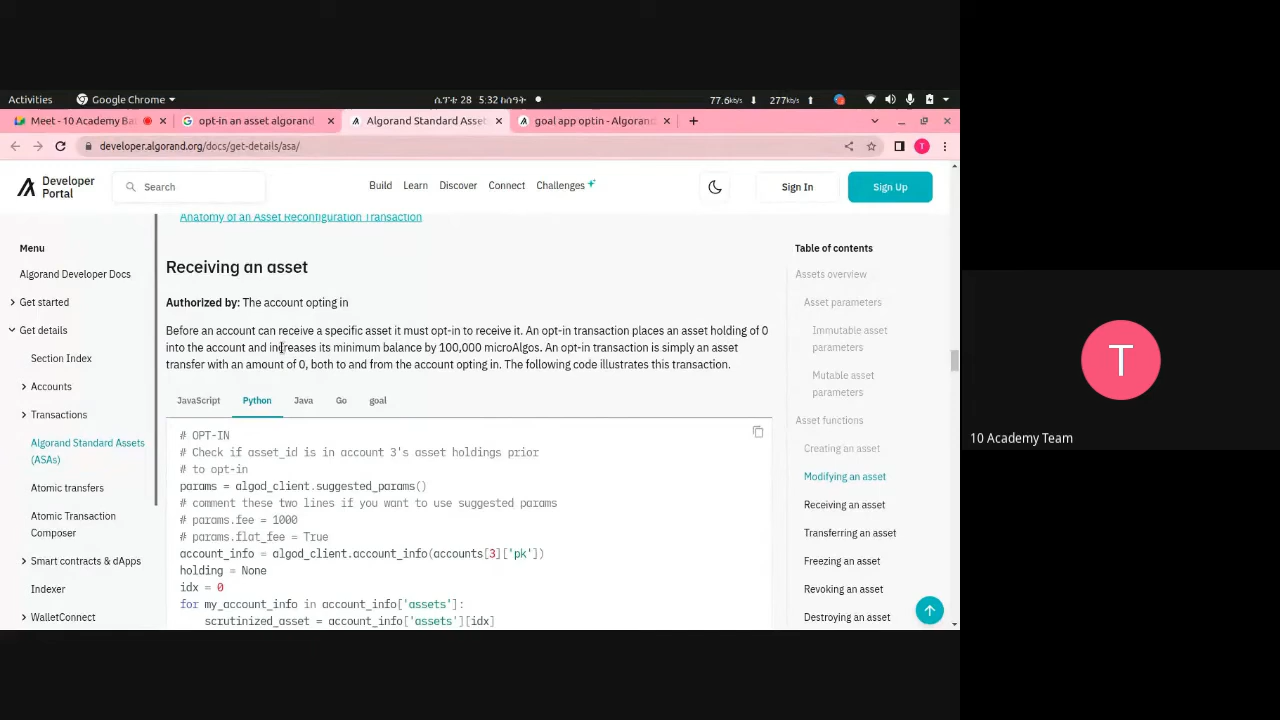 Activities
Google Chrome
ሴፕቴ 28 5:32 ከሰዓት
77.6kb/s
277kb/s
Meet - 10 Academy Ba
opt-in an asset algorand
Algorand Standard Asset
goal app optin - Algoran
developer.algorand.org/docs/get-details/asa/
T
Developer
Portal
Search
Build
Learn
Discover
Connect
Challenges
Sign In
Sign Up
Anatomy of an Asset Reconfiguration Transaction
Menu
Algorand Developer Docs
Get started
Get details
Section Index
Accounts
Transactions
Algorand Standard Assets
(ASAs)
Atomic transfers
Atomic Transaction
Composer
Smart contracts & dApps
Indexer
WalletConnect
Receiving an asset
Authorized by: The account opting in
Before an account can receive a specific asset it must opt-in to receive it. An opt-in transaction places an asset holding of 0
into the account and increases its minimum balance by 100,000 microAlgos. An opt-in transaction is simply an asset
transfer with an amount of 0, both to and from the account opting in. The following code illustrates this transaction.
JavaScript
Python
Java
Go
goal
# OPT-IN
# Check if asset_id is in account 3's asset holdings prior
# to opt-in
params = algod_client.suggested_params()
# comment these two lines if you want to use suggested params
# params.fee = 1000
# params.flat_fee = True
account_info = algod_client.account_info(accounts[3]['pk'])
holding = None
idx = 0
for my_account_info in account_info['assets']:
scrutinized_asset = account_info['assets'][idx]
Table of contents
Assets overview
Asset parameters
Immutable asset
parameters
Mutable asset
parameters
Asset functions
Creating an asset
Modifying an asset
Receiving an asset
Transferring an asset
Freezing an asset
Revoking an asset
Destroying an asset
T
10 Academy Team